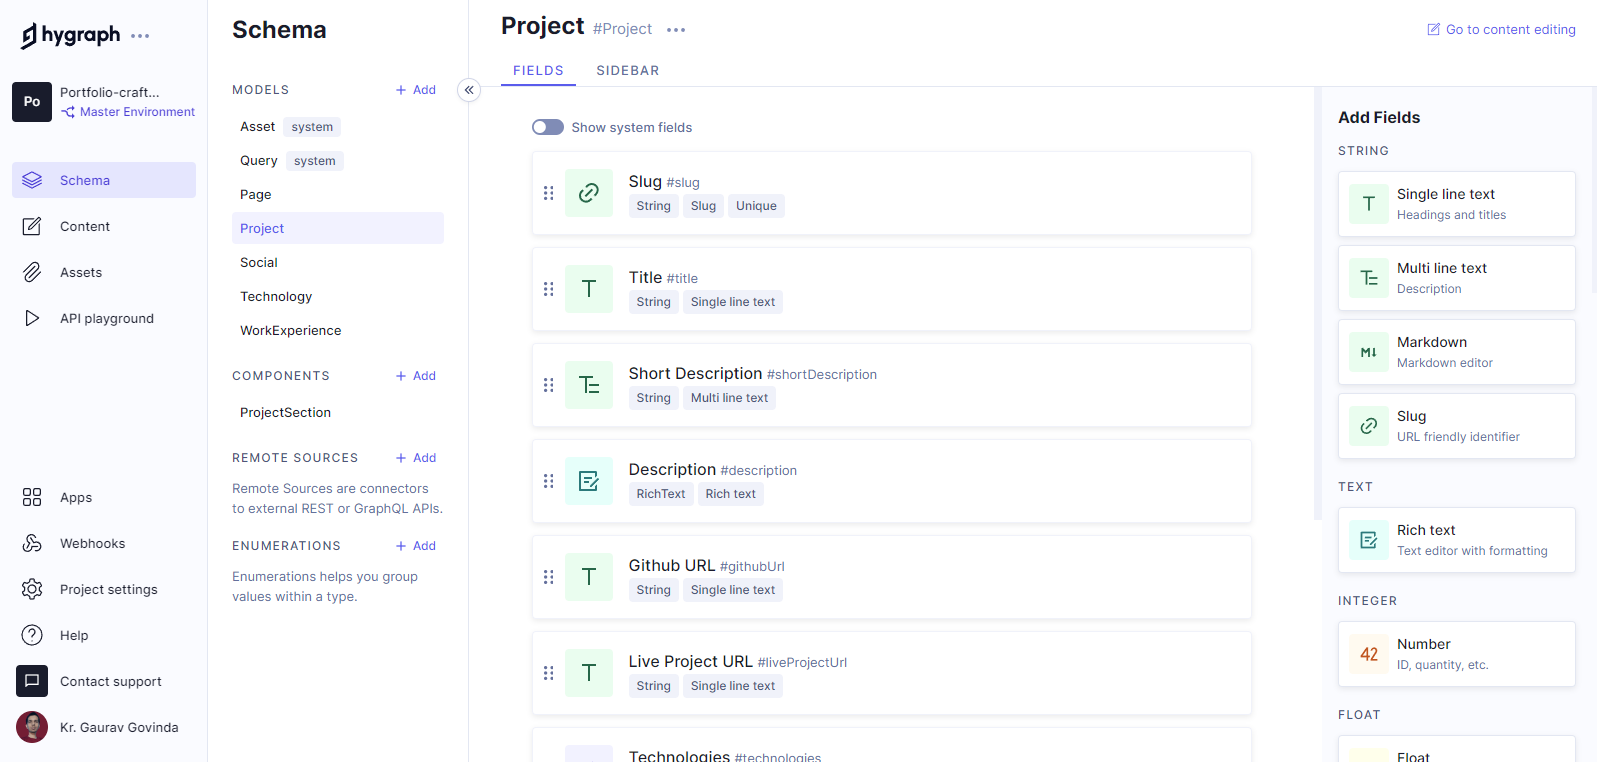 hygraph
Po
Portfolio-craft...
Master Environment
Schema
Content
Assets
API playground
Apps
Webhooks
Project settings
Help
Contact support
Kr. Gaurav Govinda
Schema
MODELS
+ Add
Asset system
Query system
Page
Project
Social
Technology
WorkExperience
COMPONENTS
+ Add
ProjectSection
REMOTE SOURCES
+ Add
Remote Sources are connectors
to external REST or GraphQL APIs.
ENUMERATIONS
+ Add
Enumerations helps you group
values within a type.
Project #Project
Go to content editing
FIELDS SIDEBAR
Show system fields
Slug #slug
String Slug Unique
T
Title #title
String Single line text
T
Short Description #shortDescription
String Multi line text
Description #description
RichText Rich text
T
Github URL #githubUrl
String Single line text
T
Live Project URL #liveProjectUrl
String Single line text
Technologies #technologies
Add Fields
STRING
T
Single line text
Headings and titles
T
Multi line text
Description
M↓
Markdown
Markdown editor
Slug
URL friendly identifier
TEXT
Rich text
Text editor with formatting
INTEGER
42
Number
ID, quantity, etc.
FLOAT
Float